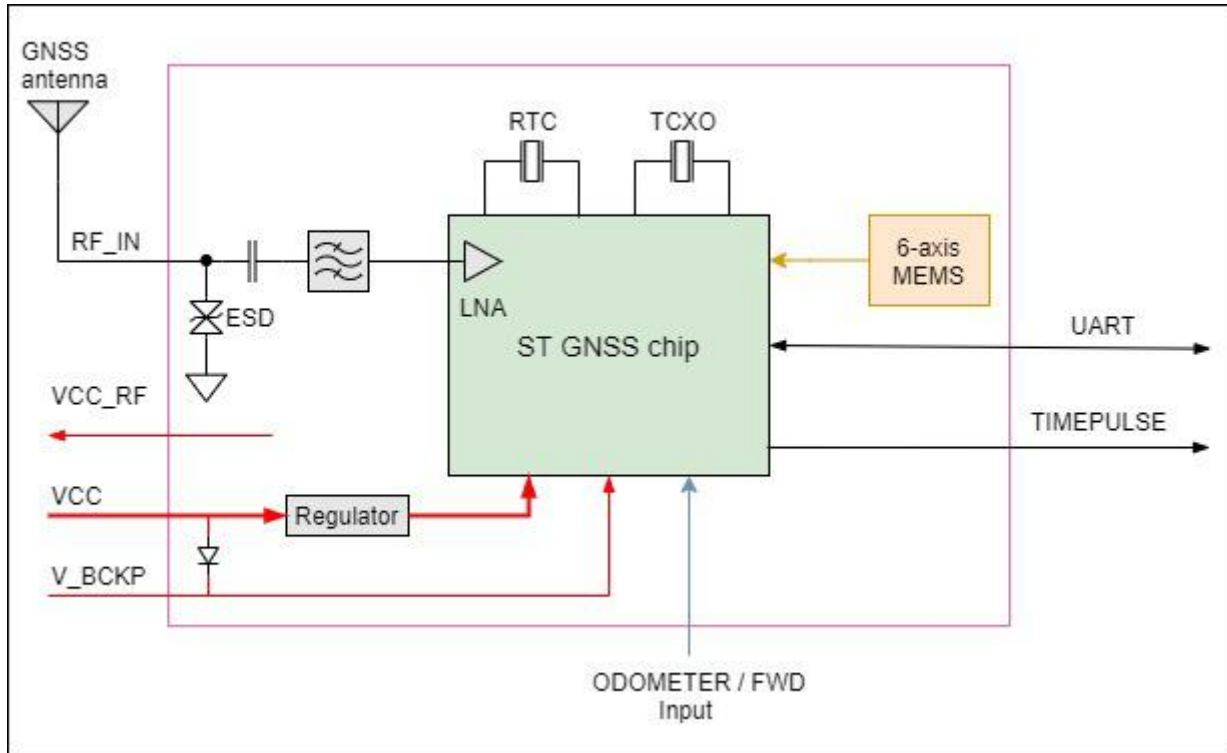 GNSS
antenna
RTC
TCXO
RF_IN
6-axis
MEMS
LNA
ESD
ST GNSS chip
UART
VCC_RF
TIMEPULSE
VCC
Regulator
V_BCKP
ODOMETER / FWD
Input